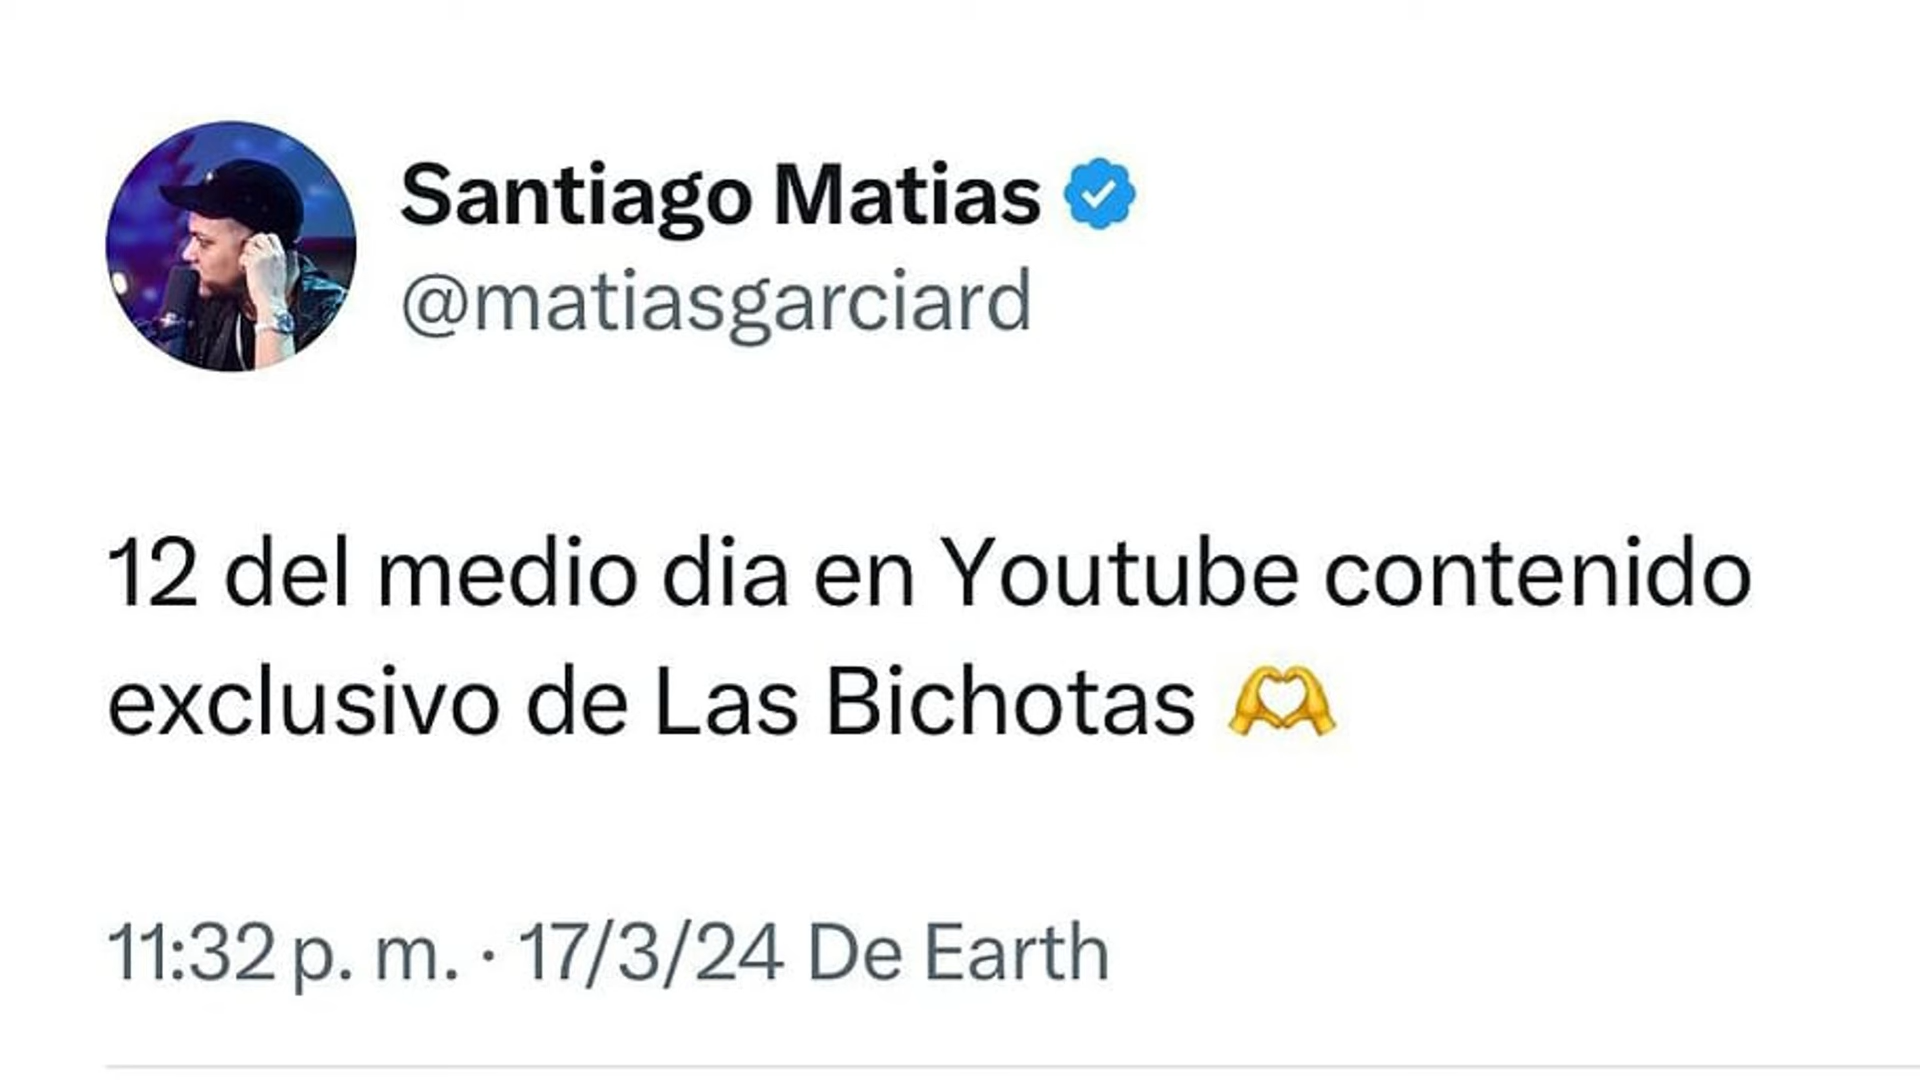 Santiago Matias
@matiasgarciard
12 del medio dia en Youtube contenido
exclusivo de Las Bichotas 🫶
11:32 p. m. · 17/3/24 De Earth